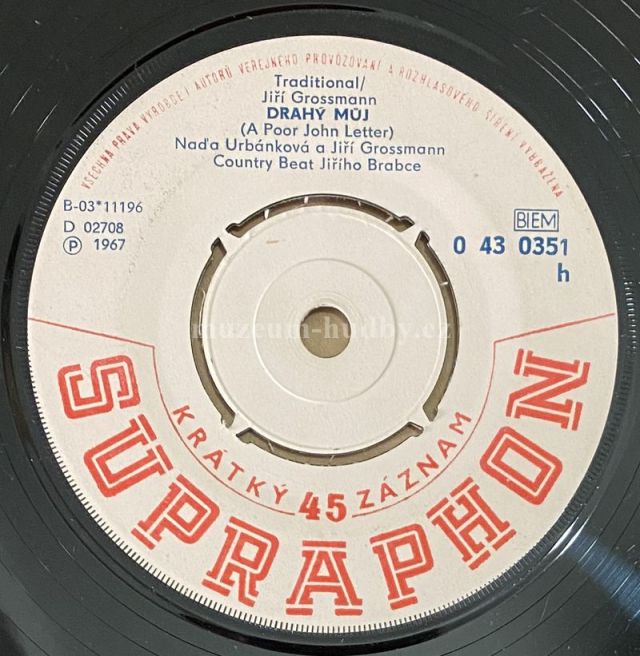 VŠECHNA PRAVA VÝROBCE I AUTORŮ VEŘEJNÉHO PROVOZOVÁNÍ A ROZHLASOVÉHO ŠÍŘENÍ VYHRAZENA
Traditional/
Jiří Grossmann
DRAHÝ MŮJ
(A Poor John Letter)
Naďa Urbánková a Jiří Grossmann
Country Beat Jiřího Brabce
B-03*11196
D 02708
Ⓟ 1967
BIEM
0 43 0351
h
muzeum-hudby.cz
KRÁTKÝ 45 ZÁZNAM
SUPRAPHON